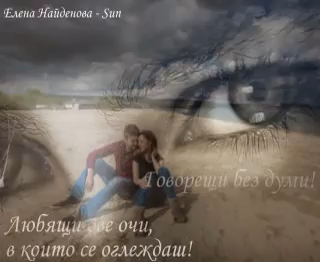 Елена Найденова - Sun
Говорещи без думи!
Любящи две очи,
в които се оглеждаш!